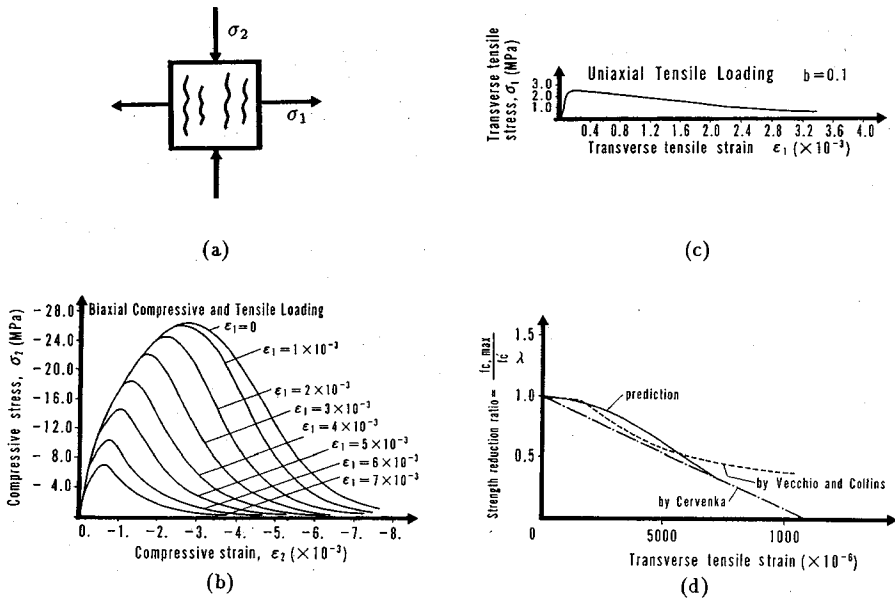 σ2
σ1
(a)
Transverse tensile
stress, σ1 (MPa)
Uniaxial Tensile Loading b=0.1
3.0
2.0
1.0
0.4 0.8 1.2 1.6 2.0 2.4 2.8 3.2 3.6 4.0
Transverse tensile strain ε1 (×10⁻³)
(c)
Compressive stress, σ2 (MPa)
Biaxial Compressive and Tensile Loading
-28.0
-24.0
-20.0
-16.0
-12.0
-8.0
-4.0
ε1=0
ε1=1×10⁻³
ε1=2×10⁻³
ε1=3×10⁻³
ε1=4×10⁻³
ε1=5×10⁻³
ε1=6×10⁻³
ε1=7×10⁻³
0. -1. -2. -3. -4. -5. -6. -7. -8.
Compressive strain, ε2 (×10⁻³)
(b)
Strength reduction ratio= fc, max / fć λ
1.5
1.0
0.5
prediction
by Vecchio and Collins
by Cervenka
0 5000 1000
Transverse tensile strain (×10⁻⁶)
(d)